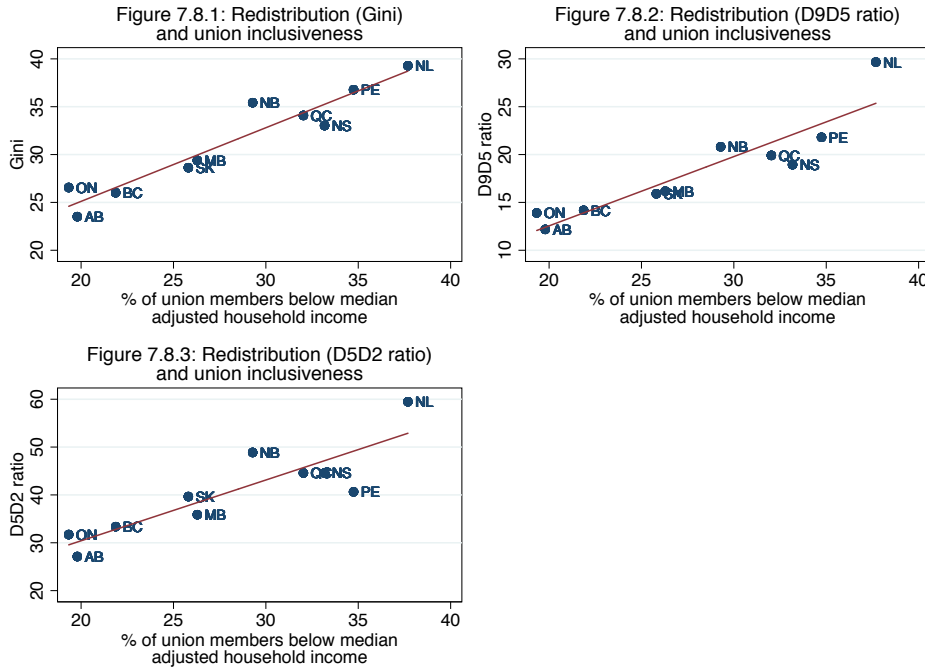 Figure 7.8.1: Redistribution (Gini)
and union inclusiveness
Gini
40
35
30
25
20
NL
PE
NB
QC
NS
MB
SK
ON
BC
AB
20 25 30 35 40
% of union members below median
adjusted household income
Figure 7.8.2: Redistribution (D9D5 ratio)
and union inclusiveness
D9D5 ratio
30
25
20
15
10
NL
PE
NB
QC
NS
MB
SK
BC
ON
AB
20 25 30 35 40
% of union members below median
adjusted household income
Figure 7.8.3: Redistribution (D5D2 ratio)
and union inclusiveness
D5D2 ratio
60
50
40
30
20
NL
NB
QC
NS
PE
SK
MB
BC
ON
AB
20 25 30 35 40
% of union members below median
adjusted household income